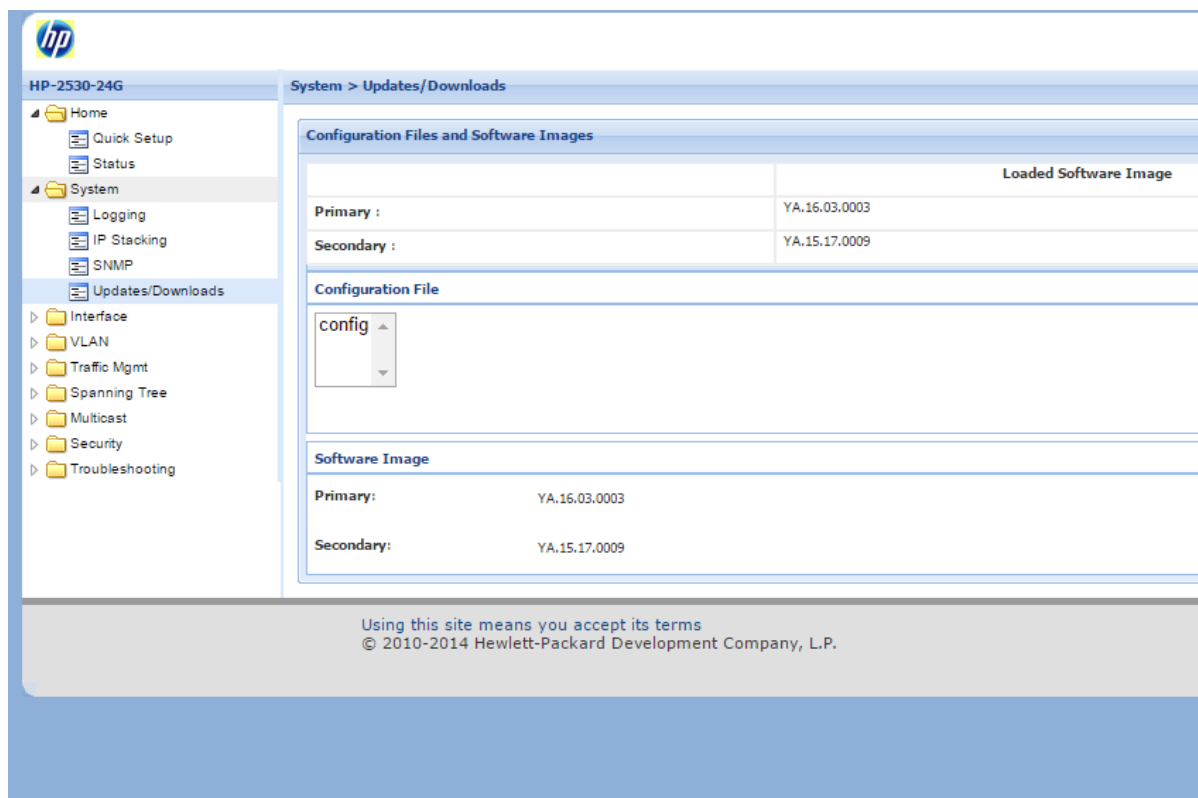 hp
HP-2530-24G
Home
Quick Setup
Status
System
Logging
IP Stacking
SNMP
Updates/Downloads
Interface
VLAN
Traffic Mgmt
Spanning Tree
Multicast
Security
Troubleshooting
System > Updates/Downloads
Configuration Files and Software Images
Loaded Software Image
Primary : YA.16.03.0003
Secondary : YA.15.17.0009
Configuration File
config
Software Image
Primary: YA.16.03.0003
Secondary: YA.15.17.0009
Using this site means you accept its terms
© 2010-2014 Hewlett-Packard Development Company, L.P.